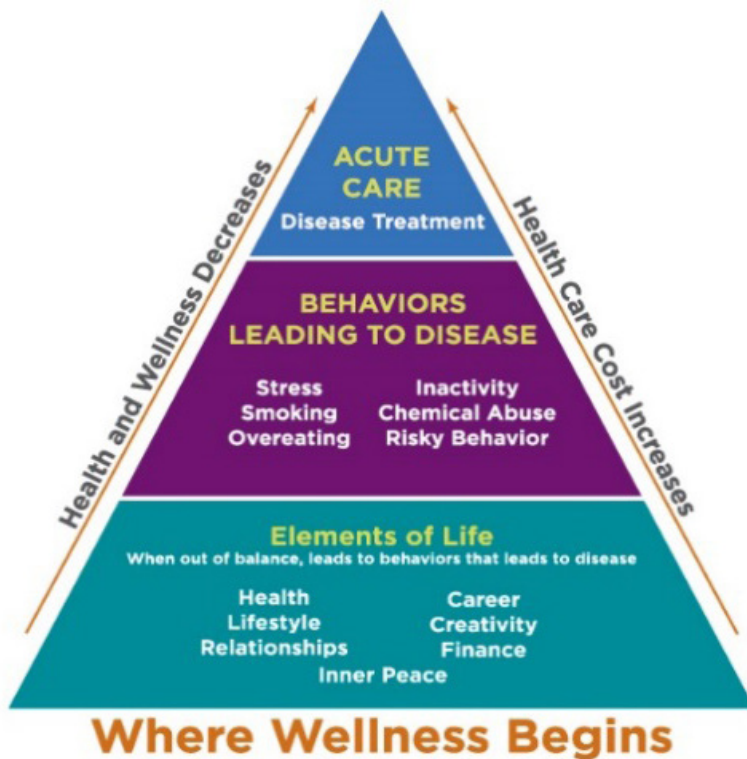 ACUTE
CARE
Disease Treatment
Health and Wellness Decreases
Health Care Cost Increases
BEHAVIORS
LEADING TO DISEASE
Stress
Smoking
Overeating
Inactivity
Chemical Abuse
Risky Behavior
Elements of Life
When out of balance, leads to behaviors that leads to disease
Health
Lifestyle
Relationships
Career
Creativity
Finance
Inner Peace
Where Wellness Begins